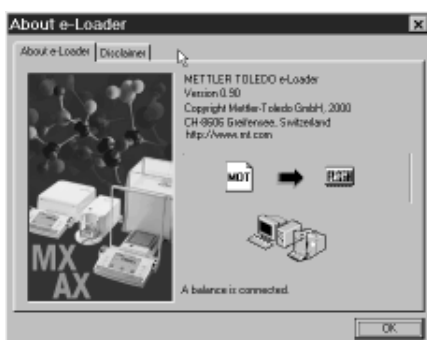 About e-Loader
About e-Loader
Disclaimer
METTLER TOLEDO e-Loader
Version 0.90
Copyright Mettler-Toledo GmbH, 2000
CH-8606 Greifensee, Switzerland
http://www.mt.com
MOT
FLASH
MX
AX
A balance is connected.
OK